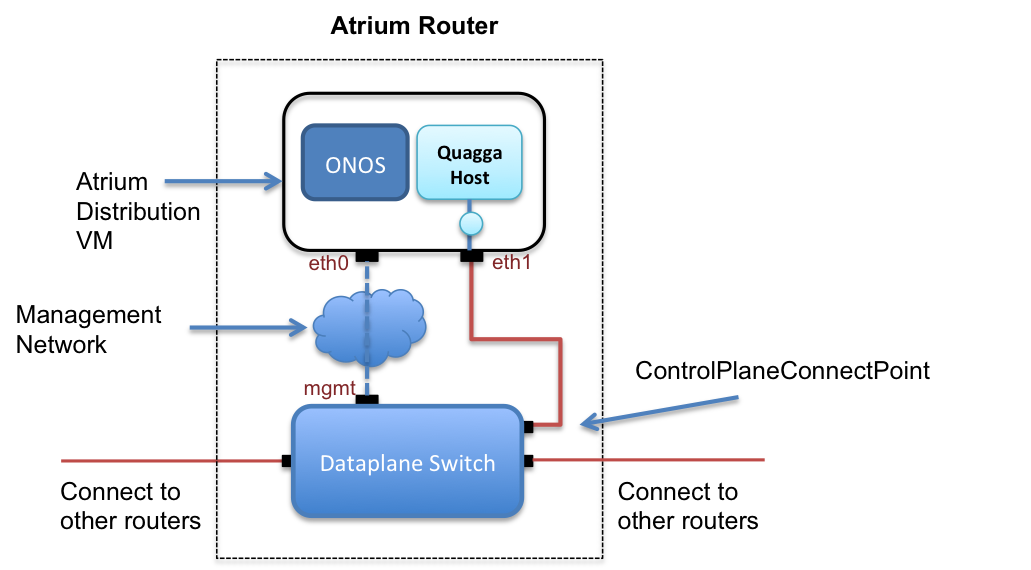 Atrium Router
ONOS
Quagga
Host
Atrium
Distribution
VM
eth0
eth1
Management
Network
mgmt
ControlPlaneConnectPoint
Dataplane Switch
Connect to
other routers
Connect to
other routers